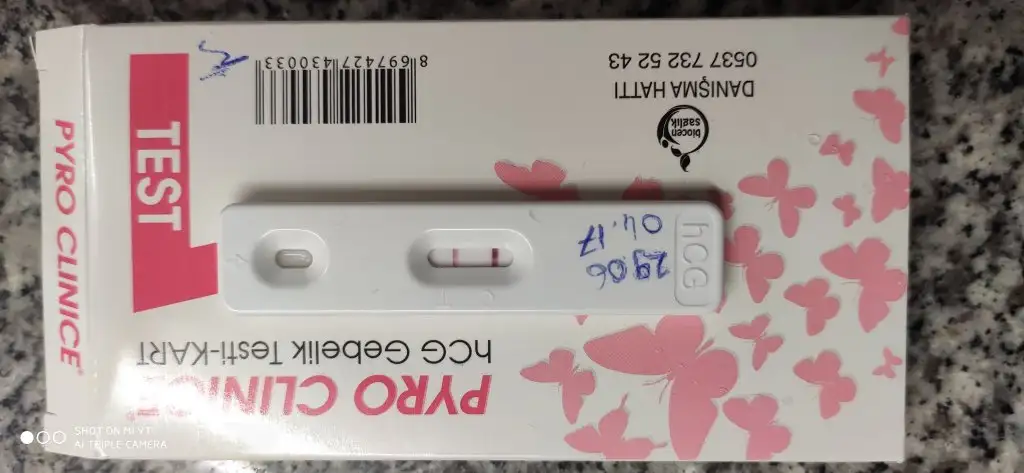 PYRO CLINICE®
hCG Gebelik Testi-KART
TEST
PYRO CLINICE
hCG
29.06
04.17
C
T
biocen
sağlık
DANIŞMA HATTI
0537 732 52 43
8 697427 430033
SHOT ON MI 9T
AI TRIPLE CAMERA